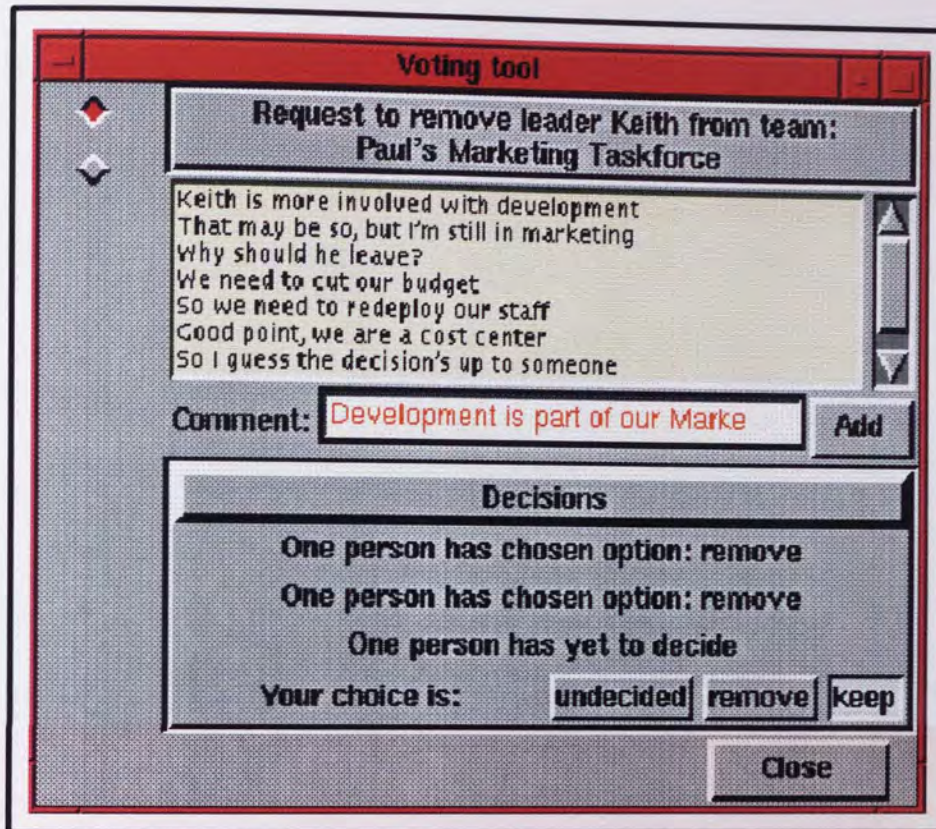 Voting tool
Request to remove leader Keith from team:
Paul's Marketing Taskforce
Keith is more involved with development
That may be so, but I'm still in marketing
Why should he leave?
We need to cut our budget
So we need to redeploy our staff
Good point, we are a cost center
So I guess the decision's up to someone
Comment: Development is part of our Marke Add
Decisions
One person has chosen option: remove
One person has chosen option: remove
One person has yet to decide
Your choice is: undecided remove keep
Close